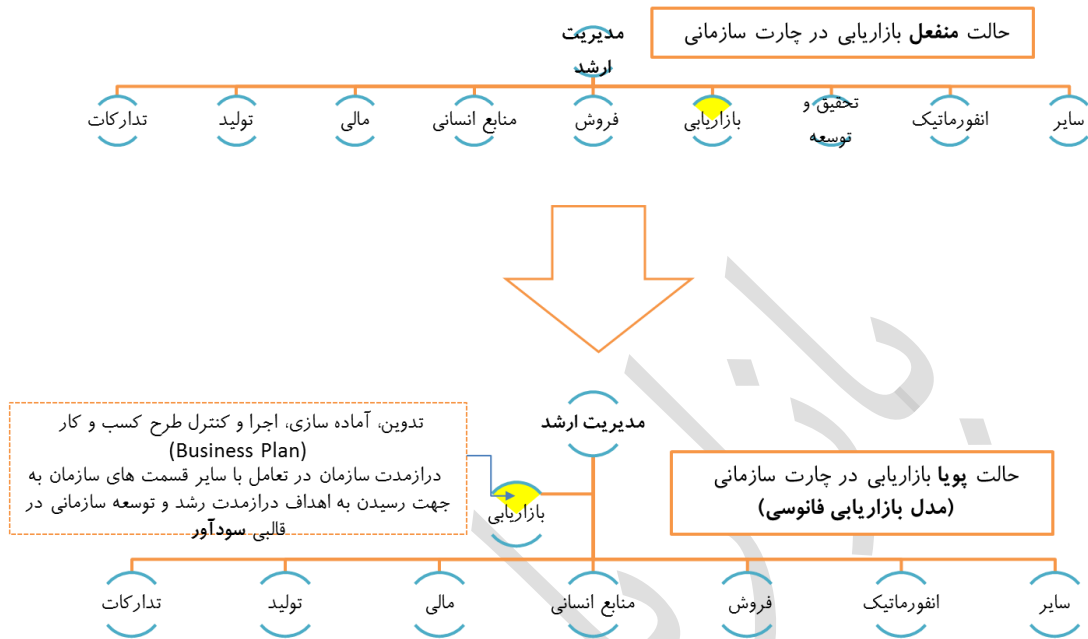 حالت منفعل بازاریابی در چارت سازمانی
مدیریت
ارشد
سایر
انفورماتیک
تحقیق و
توسعه
بازاریابی
فروش
منابع انسانی
مالی
تولید
تدارکات
مدیریت ارشد
حالت پویا بازاریابی در چارت سازمانی
(مدل بازاریابی فانوسی)
بازاریابی
تدوین، آماده سازی، اجرا و کنترل طرح کسب و کار
(Business Plan)
درازمدت سازمان در تعامل با سایر قسمت های سازمان به
جهت رسیدن به اهداف درازمدت رشد و توسعه سازمانی در
قالبی سودآور
سایر
انفورماتیک
فروش
منابع انسانی
مالی
تولید
تدارکات